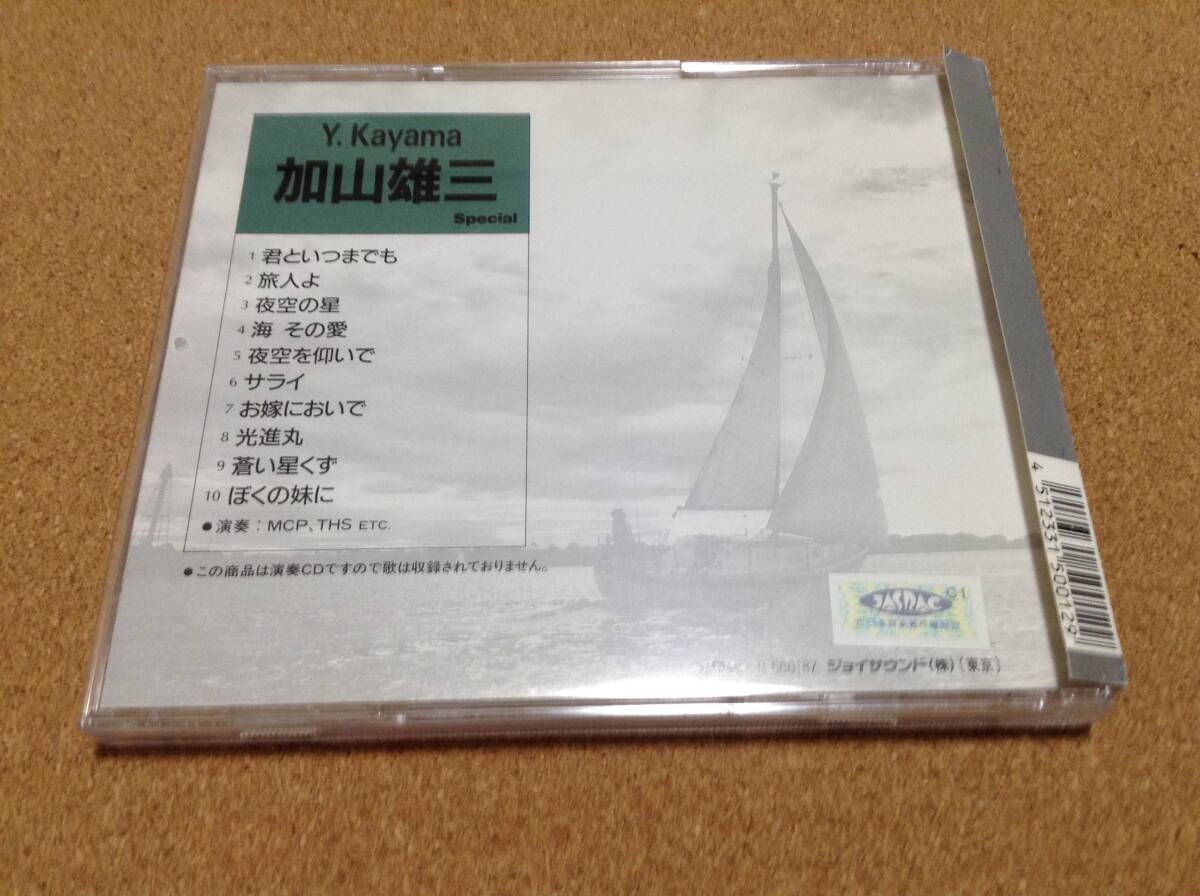 Y. Kayama
加山雄三
Special
1 君といつまでも
2 旅人よ
3 夜空の星
4 海 その愛
5 夜空を仰いで
6 サライ
7 お嫁においで
8 光進丸
9 蒼い星くず
10 ぼくの妹に
●演奏：MCP、THS ETC.
●この商品は演奏CDですので歌は収録されておりません。
JASRAC
ジョイサウンド(株)〔東京〕
4 512331 500129